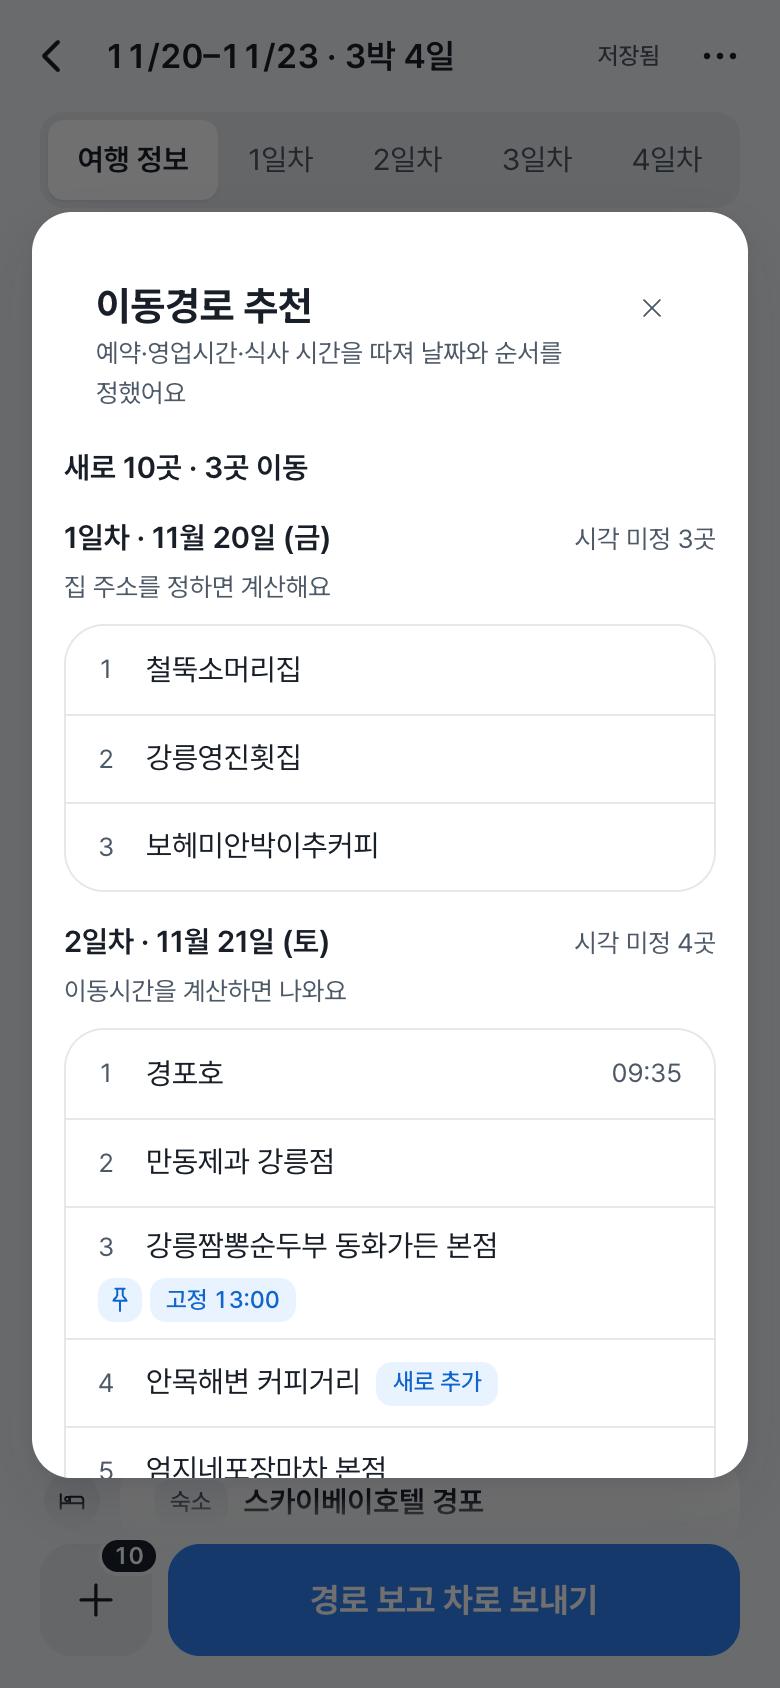 11/20–11/23 · 3박 4일
저장됨
여행 정보
1일차
2일차
3일차
4일차
이동경로 추천
예약·영업시간·식사 시간을 따져 날짜와 순서를
정했어요
새로 10곳 · 3곳 이동
1일차 · 11월 20일 (금)
시각 미정 3곳
집 주소를 정하면 계산해요
1 철뚝소머리집
2 강릉영진횟집
3 보헤미안박이추커피
2일차 · 11월 21일 (토)
시각 미정 4곳
이동시간을 계산하면 나와요
1 경포호 09:35
2 만동제과 강릉점
3 강릉짬뽕순두부 동화가든 본점
고정 13:00
4 안목해변 커피거리 새로 추가
5 엄지네포장마차 본점
숙소 스카이베이호텔 경포
10
경로 보고 차로 보내기